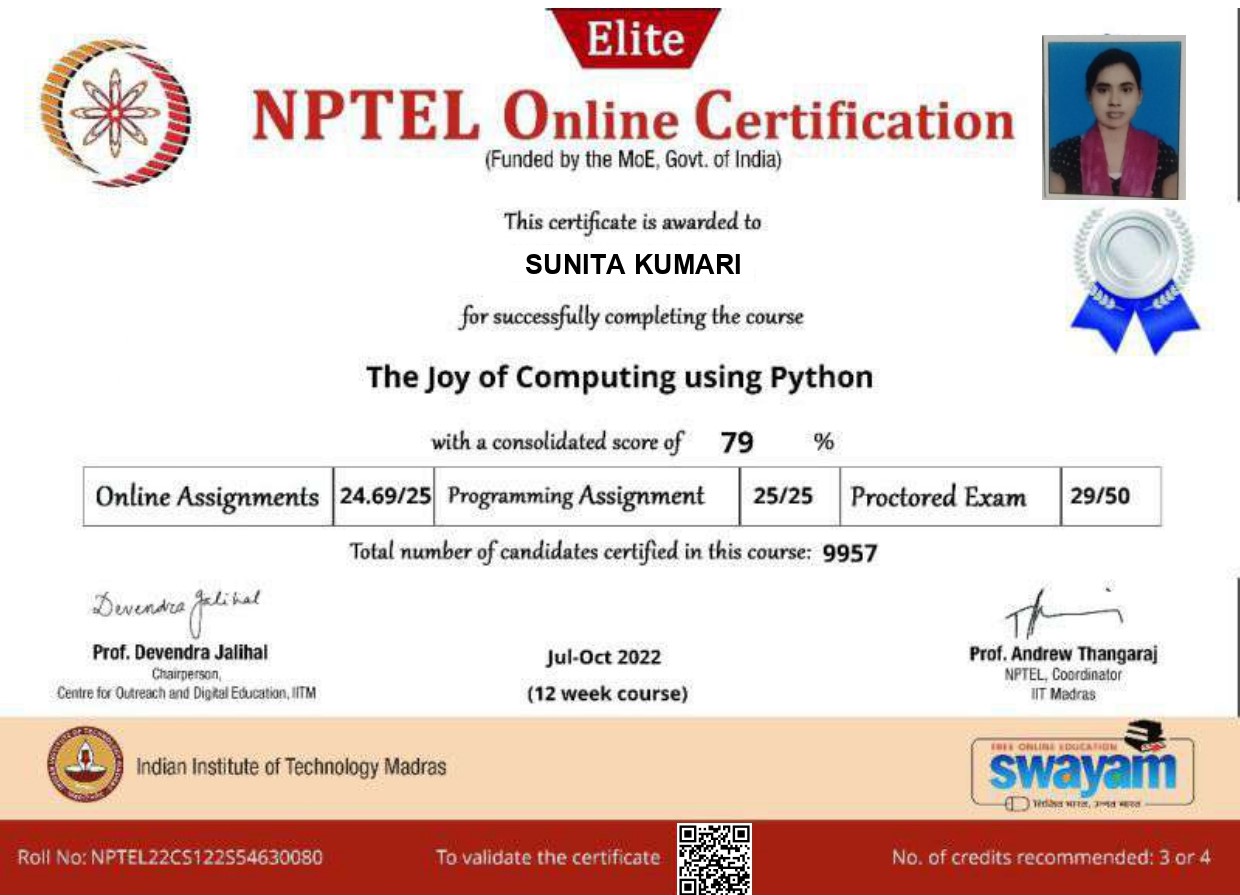 Elite
NPTEL Online Certification
(Funded by the MoE, Govt. of India)
This certificate is awarded to
SUNITA KUMARI
for successfully completing the course
The Joy of Computing using Python
with a consolidated score of 79 %
Online Assignments 24.69/25 Programming Assignment 25/25 Proctored Exam 29/50
Total number of candidates certified in this course: 9957
Devendra Jalihal
Prof. Devendra Jalihal
Chairperson,
Centre for Outreach and Digital Education, IITM
Jul-Oct 2022
(12 week course)
Prof. Andrew Thangaraj
NPTEL, Coordinator
IIT Madras
Indian Institute of Technology Madras
FREE ONLINE EDUCATION
swayam
शिक्षित भारत, उन्नत भारत
Roll No: NPTEL22CS122S54630080
To validate the certificate
No. of credits recommended: 3 or 4